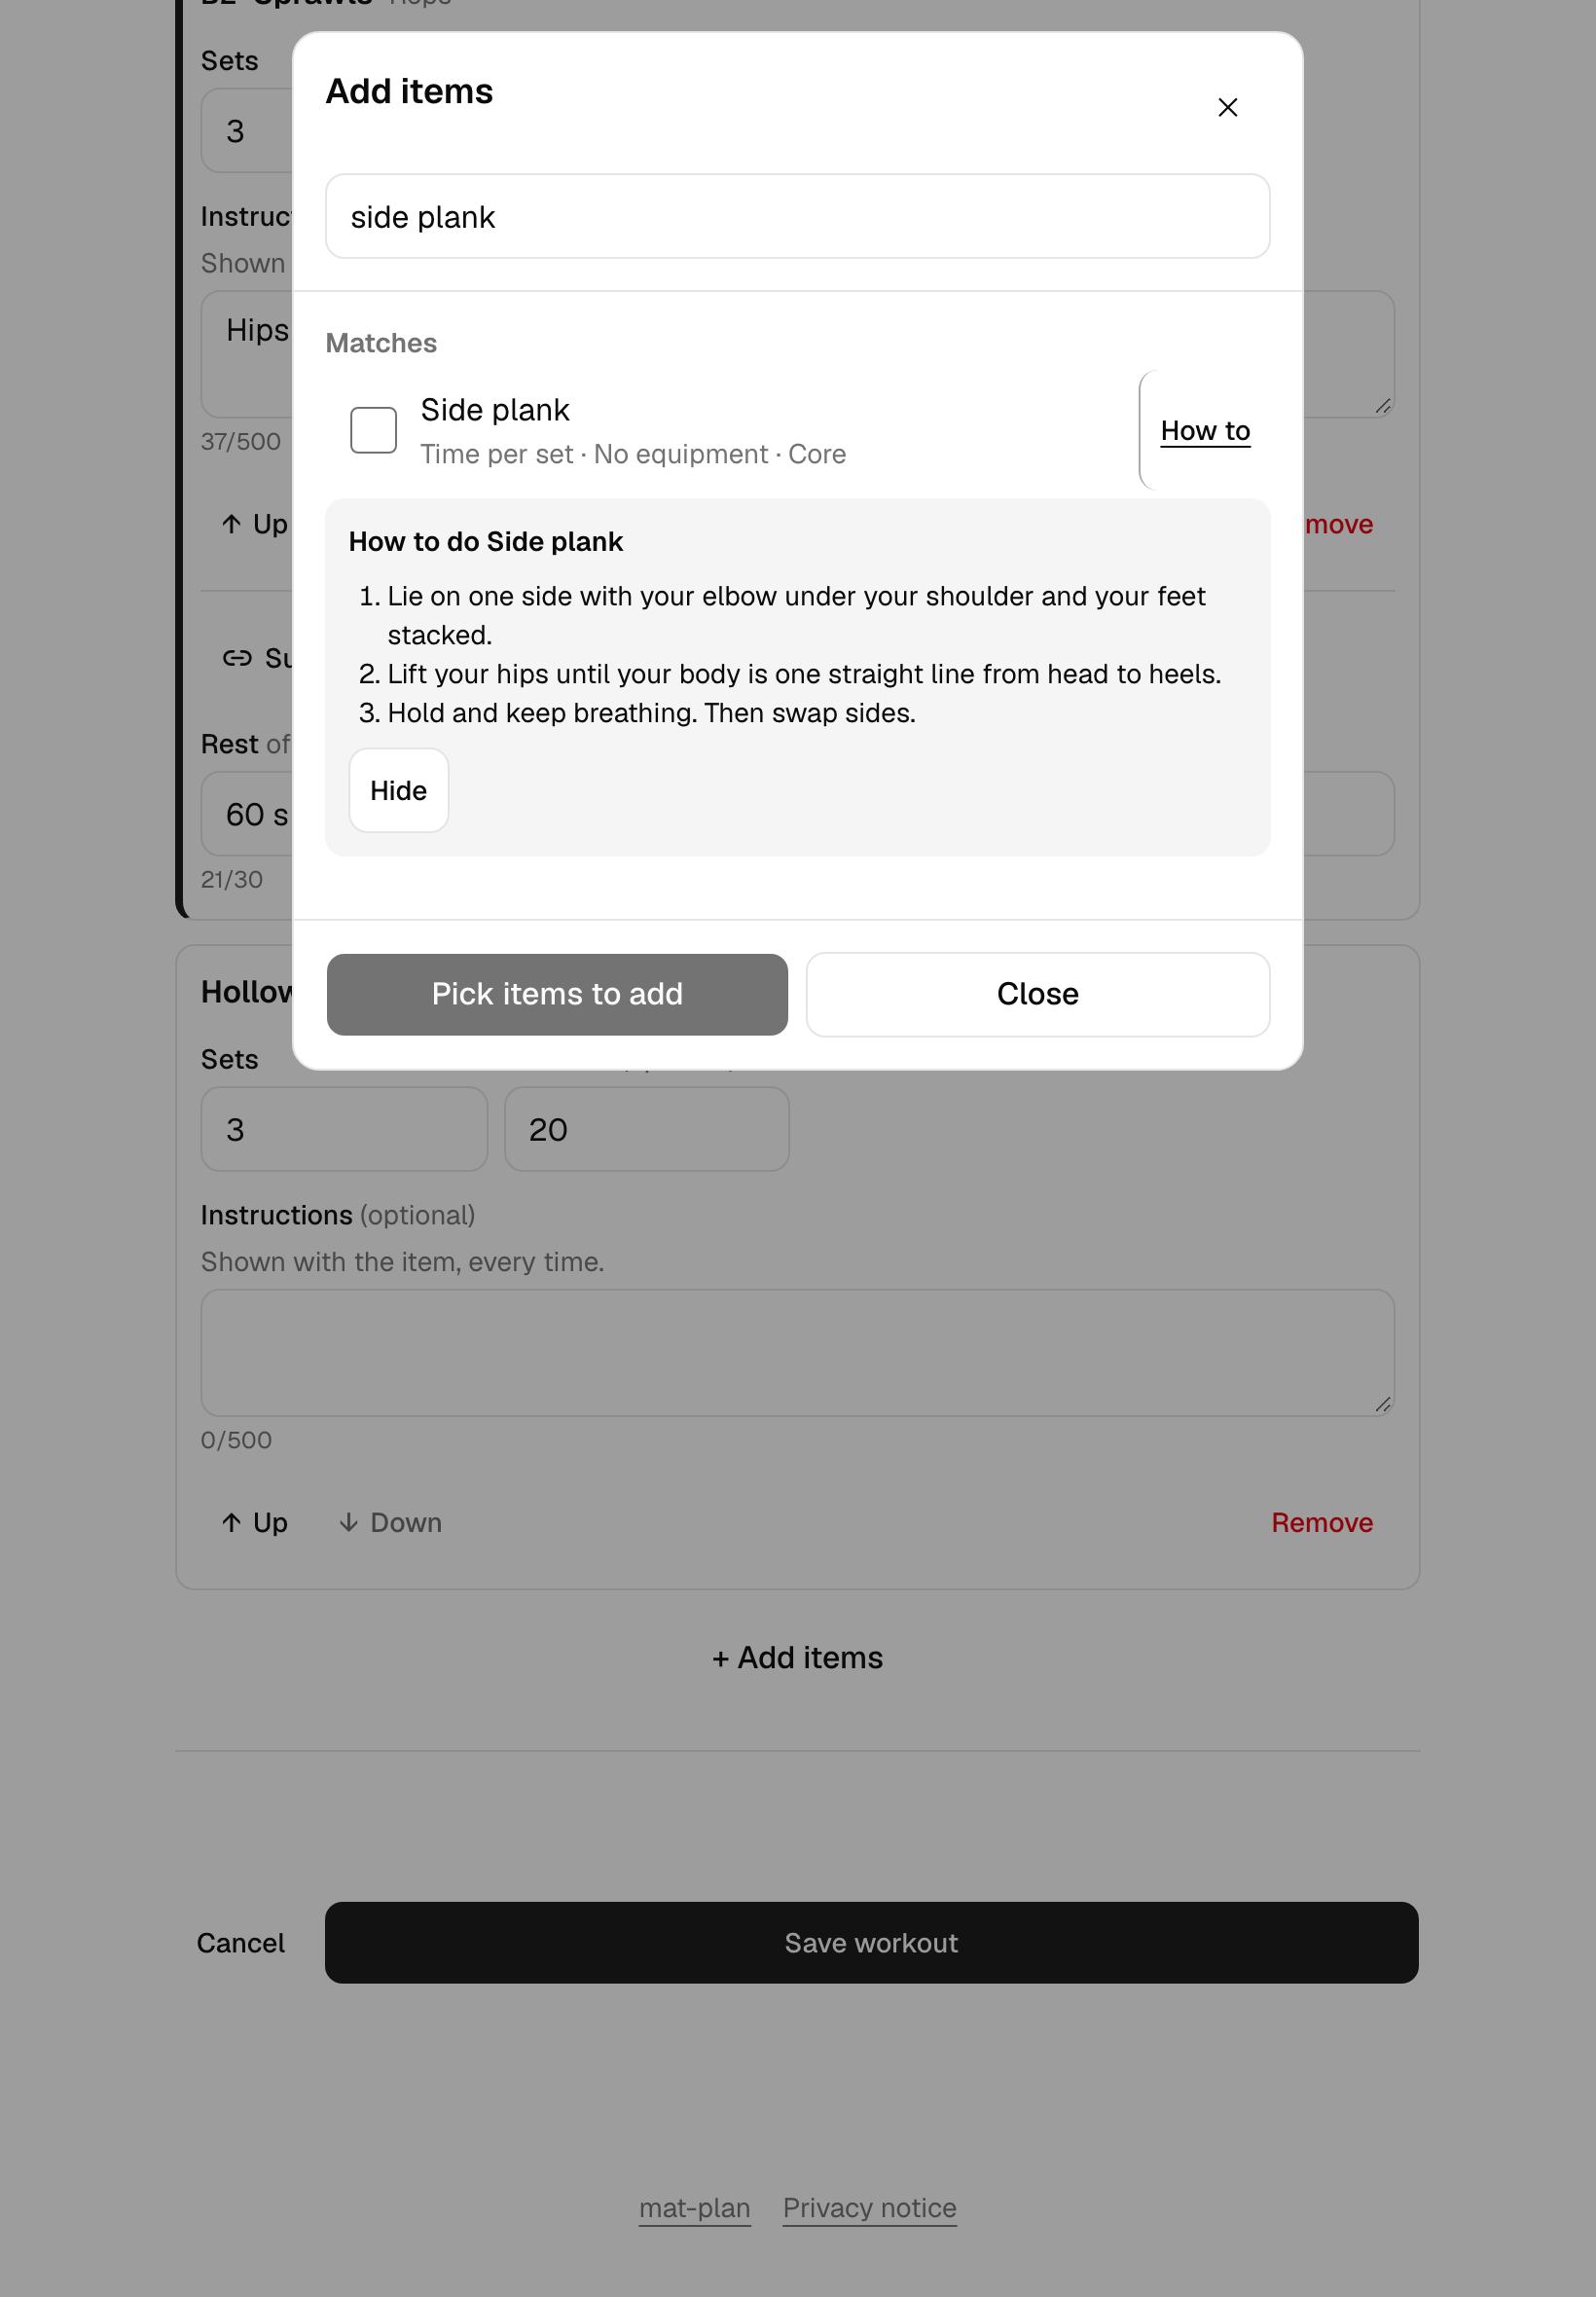 B2 Sprawls Reps
Sets
3
Instruct
Shown
Hips
37/500
↑ Up
move
Su
Rest of
60 s
21/30
Add items
×
side plank
Matches
Side plank
Time per set · No equipment · Core
How to
How to do Side plank
1. Lie on one side with your elbow under your shoulder and your feet
stacked.
2. Lift your hips until your body is one straight line from head to heels.
3. Hold and keep breathing. Then swap sides.
Hide
Pick items to add
Close
Hollow
Sets
3
20
Instructions (optional)
Shown with the item, every time.
0/500
↑ Up ↓ Down
Remove
+ Add items
Cancel
Save workout
mat-plan Privacy notice